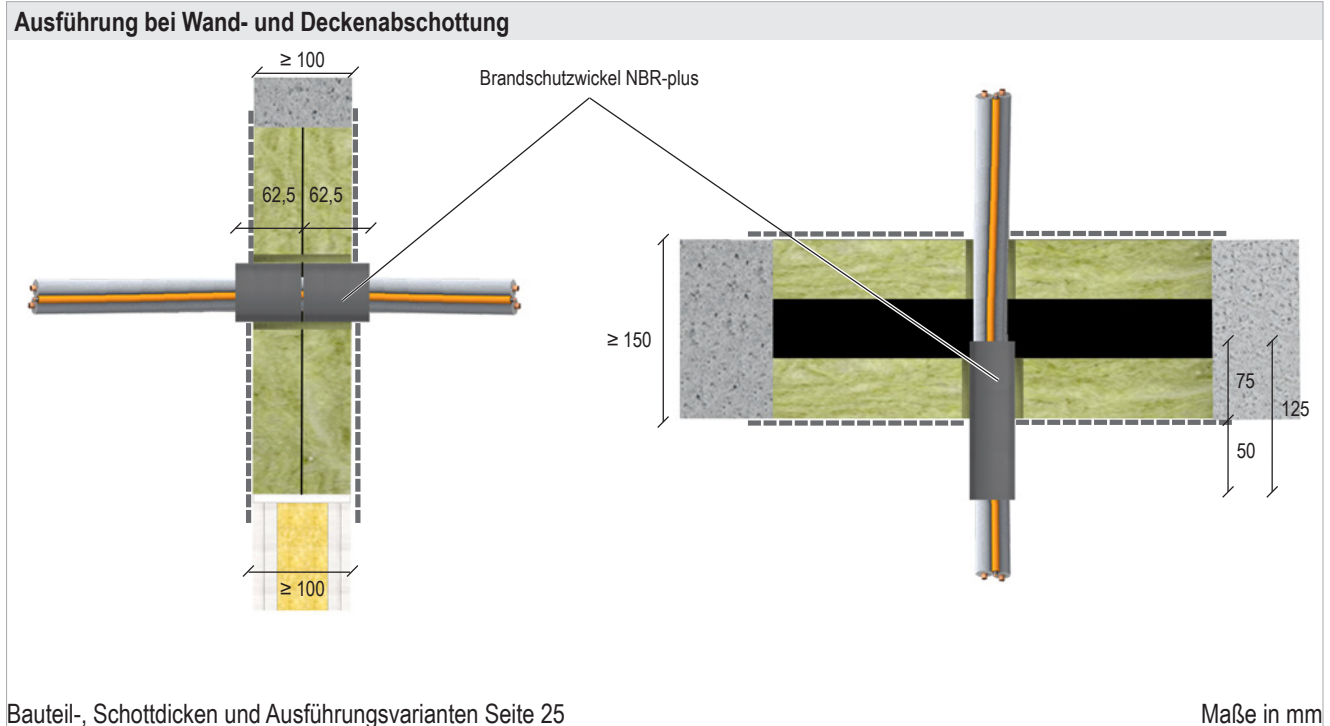 Ausführung bei Wand- und Deckenabschottung
≥ 100
Brandschutzwickel NBR-plus
62,5 62,5
≥ 150
75
125
50
≥ 100
Bauteil-, Schottdicken und Ausführungsvarianten Seite 25
Maße in mm